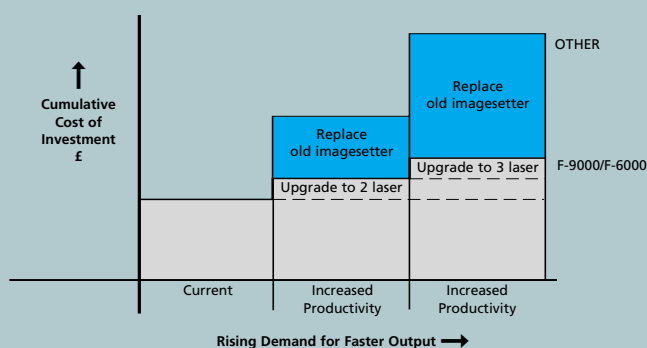 OTHER
Replace
old imagesetter
Cumulative
Cost of
Investment
£
Replace
old imagesetter
Upgrade to 3 laser
F-9000/F-6000
Upgrade to 2 laser
Current
Increased
Productivity
Increased
Productivity
Rising Demand for Faster Output